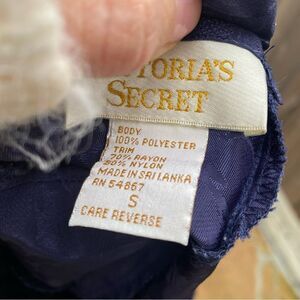 TORIA'S
SECRET
BODY
100% POLYESTER
TRIM
70% RAYON
30% NYLON
MADE IN SRI LANKA
RN 54867
S
CARE REVERSE